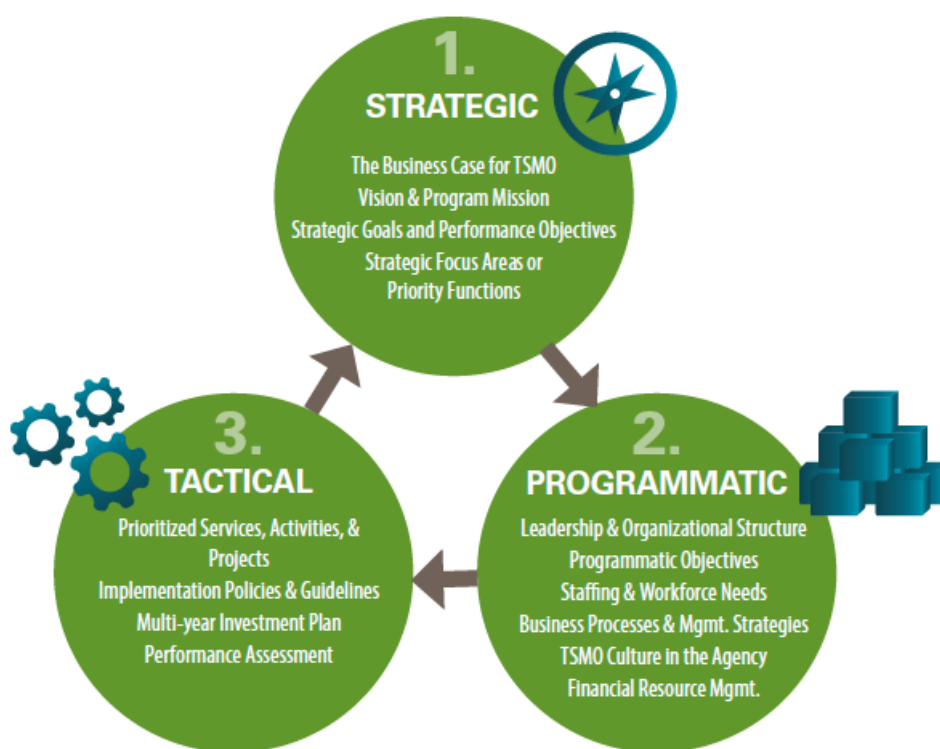 1.
STRATEGIC
The Business Case for TSMO
Vision & Program Mission
Strategic Goals and Performance Objectives
Strategic Focus Areas or
Priority Functions
2.
PROGRAMMATIC
Leadership & Organizational Structure
Programmatic Objectives
Staffing & Workforce Needs
Business Processes & Mgmt. Strategies
TSMO Culture in the Agency
Financial Resource Mgmt.
3.
TACTICAL
Prioritized Services, Activities, &
Projects
Implementation Policies & Guidelines
Multi-year Investment Plan
Performance Assessment